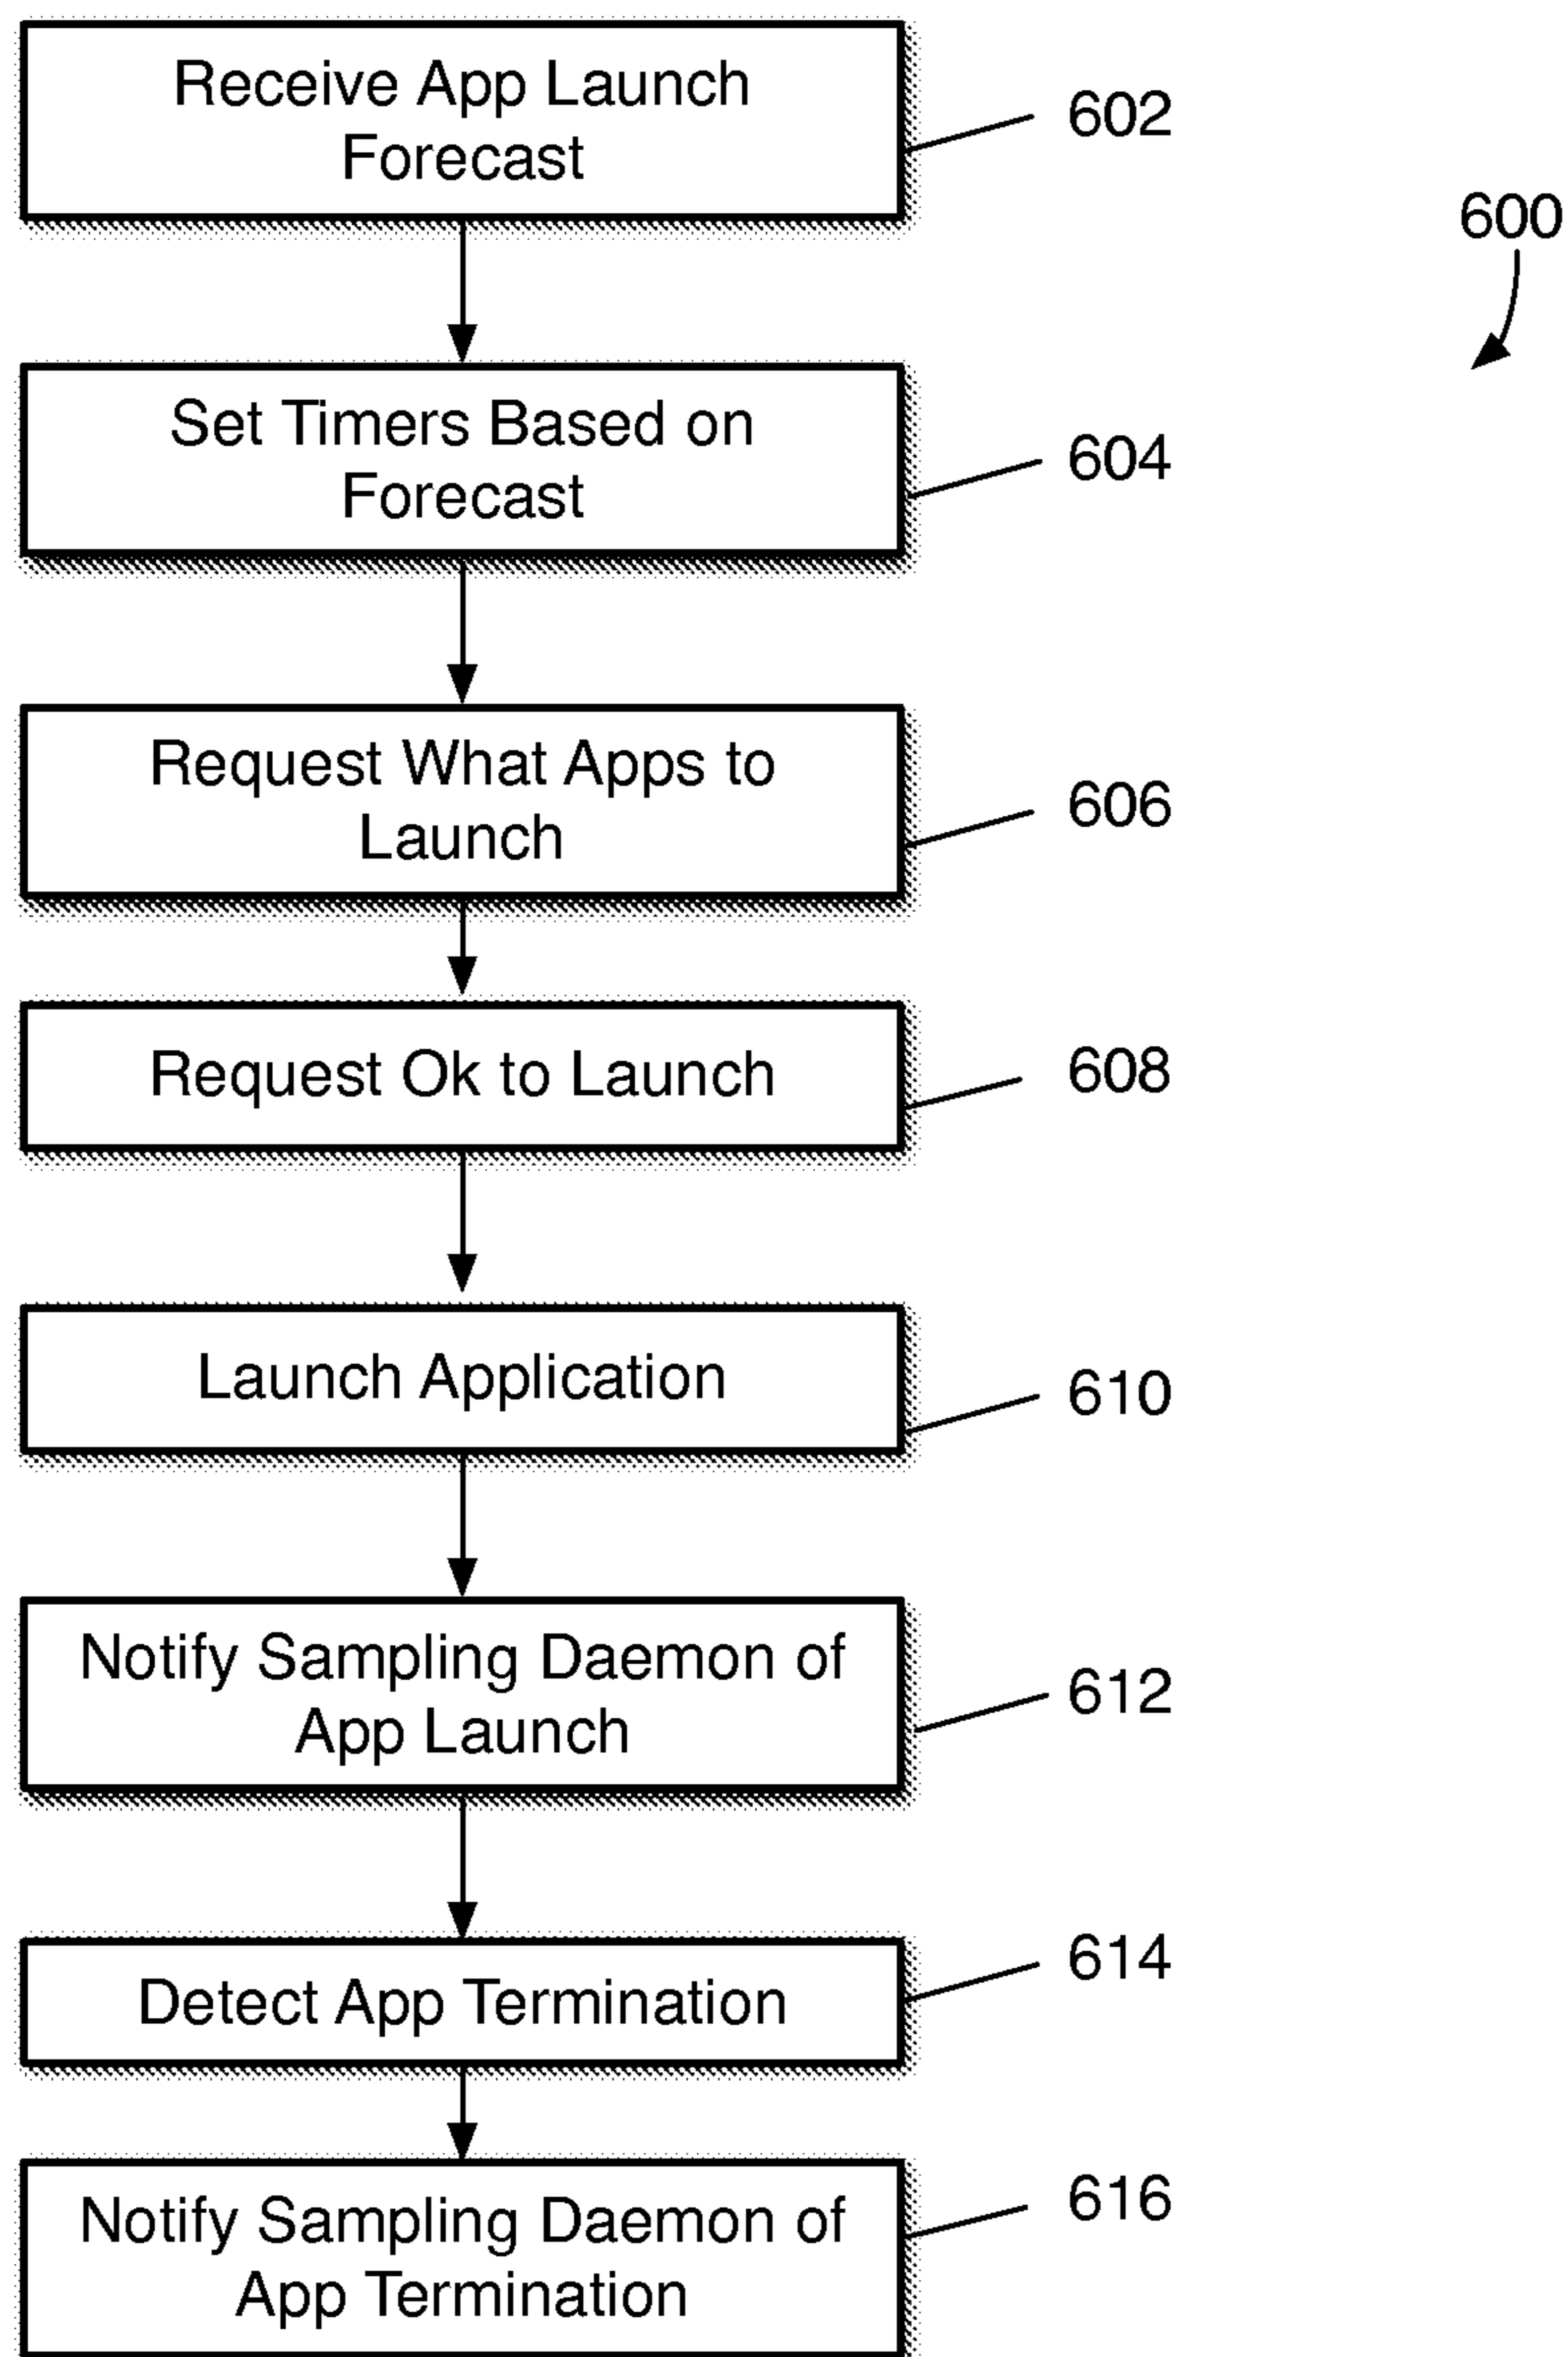 Receive App Launch
Forecast
602
600
Set Timers Based on
Forecast
604
Request What Apps to
Launch
606
Request Ok to Launch
608
Launch Application
610
Notify Sampling Daemon of
App Launch
612
Detect App Termination
614
Notify Sampling Daemon of
App Termination
616